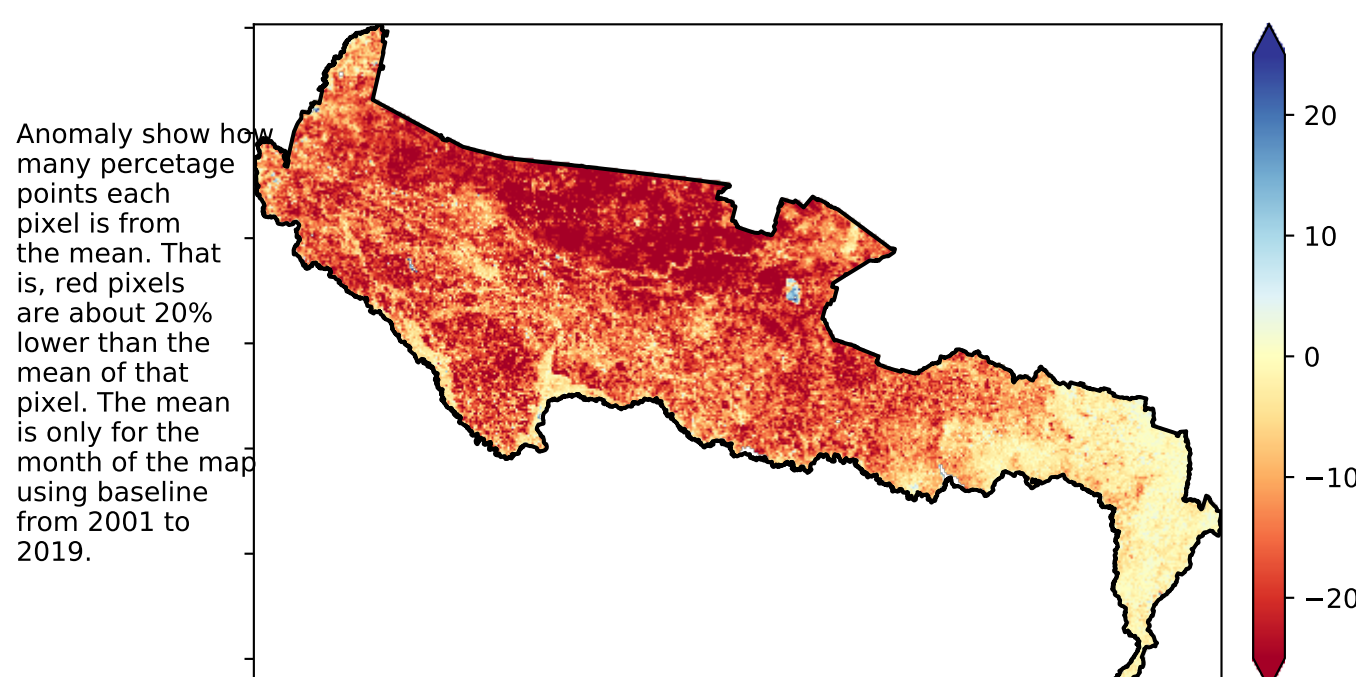 Anomaly show how
many percetage
points each
pixel is from
the mean. That
is, red pixels
are about 20%
lower than the
mean of that
pixel. The mean
is only for the
month of the map
using baseline
from 2001 to
2019.
20
10
0
−10
−20